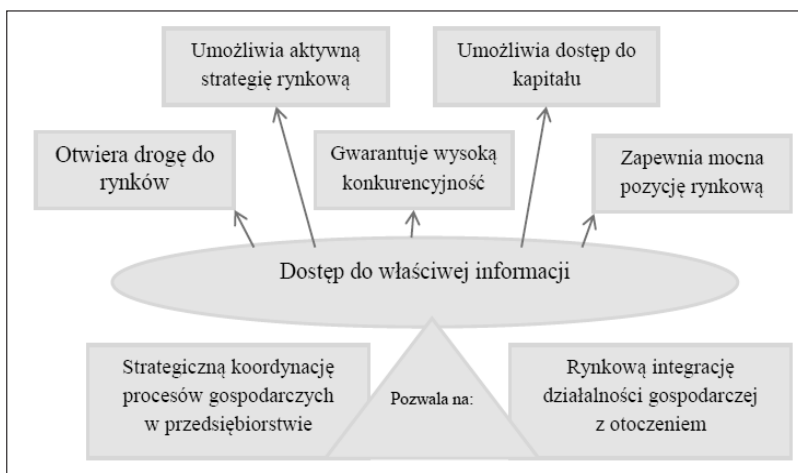 Umożliwia aktywną
strategię rynkową
Umożliwia dostęp do
kapitału
Otwiera drogę do
rynków
Gwarantuje wysoką
konkurencyjność
Zapewnia mocna
pozycję rynkową
Dostęp do właściwej informacji
Strategiczną koordynację
procesów gospodarczych
w przedsiębiorstwie
Pozwala na:
Rynkową integrację
działalności gospodarczej
z otoczeniem